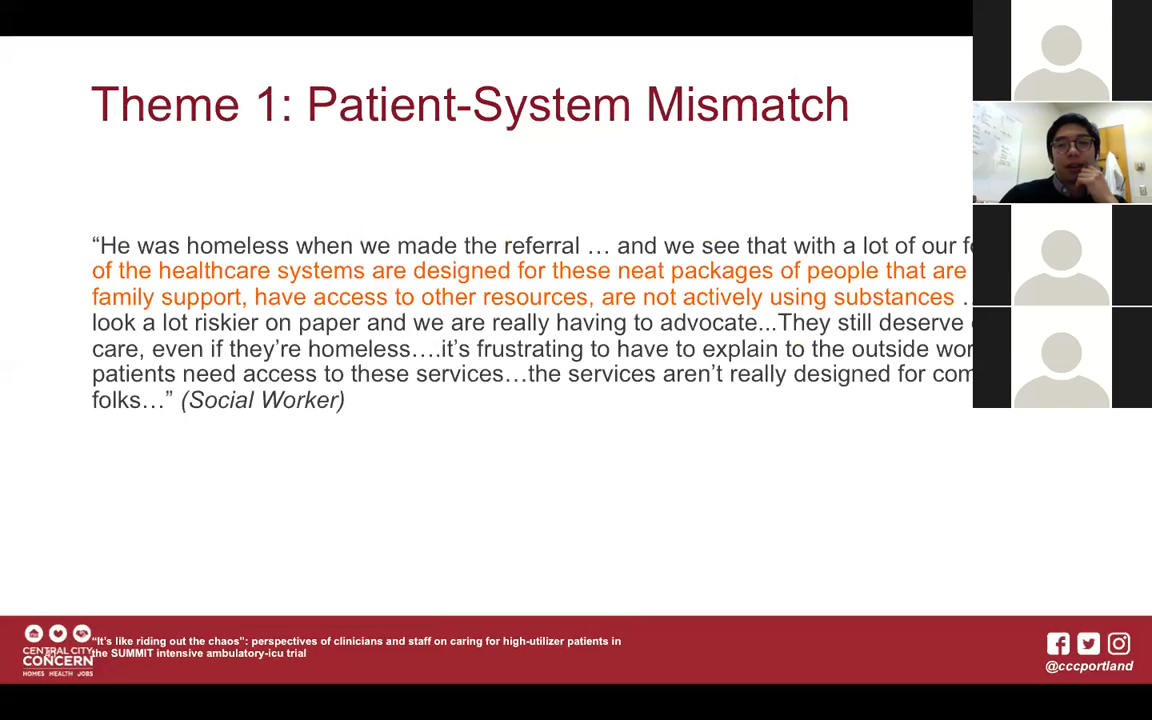 Theme 1: Patient-System Mismatch
“He was homeless when we made the referral … and we see that with a lot of our
of the healthcare systems are designed for these neat packages of people that are
family support, have access to other resources, are not actively using substances .
look a lot riskier on paper and we are really having to advocate...They still deserve
care, even if they’re homeless….it’s frustrating to have to explain to the outside
patients need access to these services…the services aren’t really designed for
folks…” (Social Worker)
“It’s like riding out the chaos”: perspectives of clinicians and staff on caring for high-utilizer patients in
the SUMMIT intensive ambulatory-icu trial
CENTRAL CITY
CONCERN
HOMES HEALTH JOBS
@cccportland